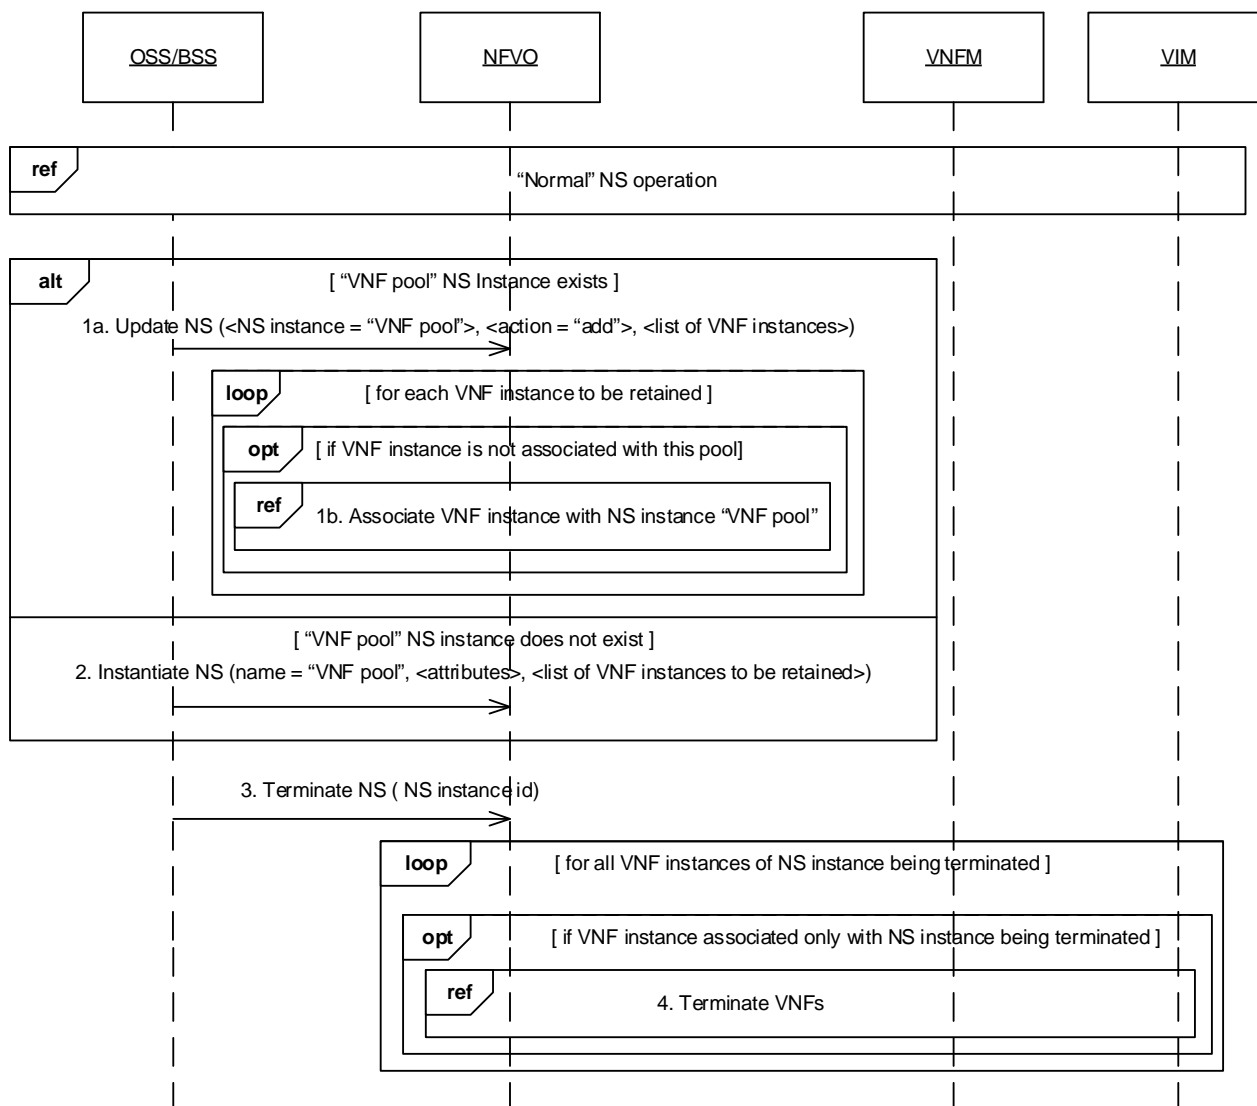 OSS/BSS
NFVO
VNFM
VIM
ref
“Normal” NS operation
alt
[ “VNF pool” NS Instance exists ]
1a. Update NS (<NS instance = “VNF pool”>, <action = “add”>, <list of VNF instances>)
loop
[ for each VNF instance to be retained ]
opt
[ if VNF instance is not associated with this pool]
ref
1b. Associate VNF instance with NS instance “VNF pool”
[ “VNF pool” NS instance does not exist ]
2. Instantiate NS (name = “VNF pool”, <attributes>, <list of VNF instances to be retained>)
3. Terminate NS ( NS instance id)
loop
[ for all VNF instances of NS instance being terminated ]
opt
[ if VNF instance associated only with NS instance being terminated ]
ref
4. Terminate VNFs